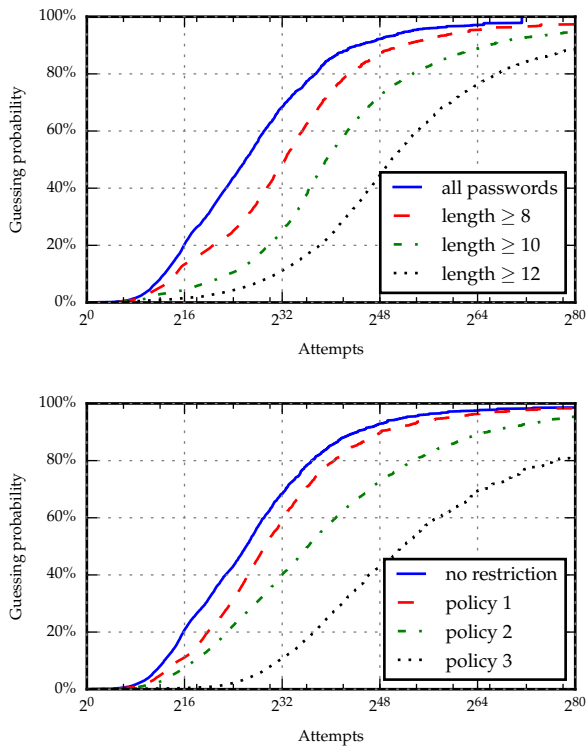 100%
80%
60%
40%
20%
0%
Guessing probability
all passwords
length ≥ 8
length ≥ 10
length ≥ 12
2^0 2^16 2^32 2^48 2^64 2^80
Attempts
100%
80%
60%
40%
20%
0%
Guessing probability
no restriction
policy 1
policy 2
policy 3
2^0 2^16 2^32 2^48 2^64 2^80
Attempts